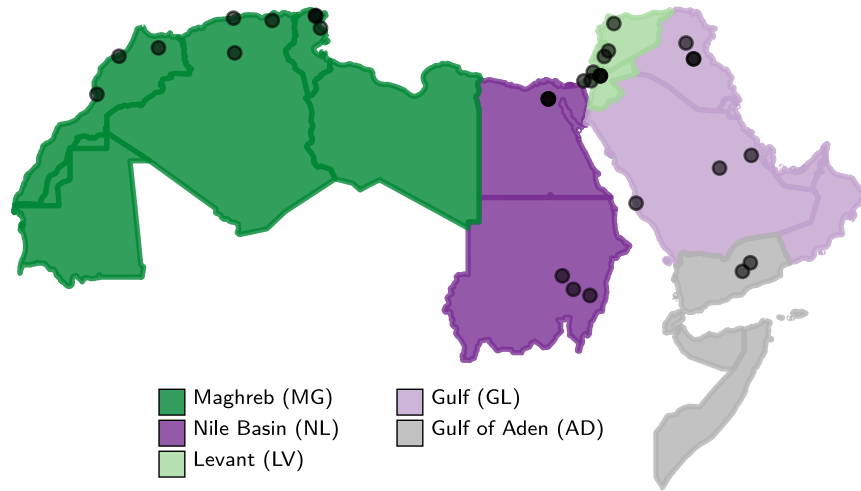 Maghreb (MG)
Nile Basin (NL)
Levant (LV)
Gulf (GL)
Gulf of Aden (AD)